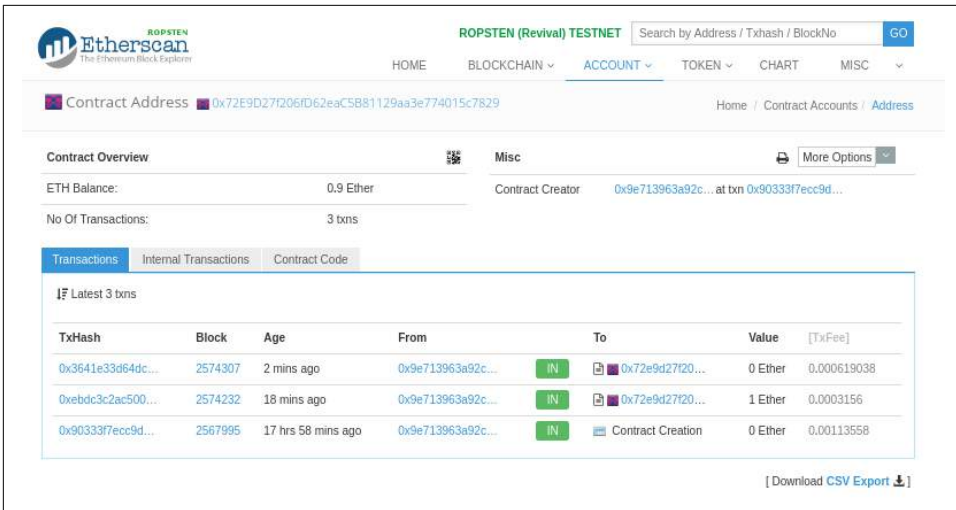 ROPSTEN
Etherscan
The Ethereum Block Explorer
ROPSTEN (Revival) TESTNET Search by Address / Txhash / BlockNo GO
HOME BLOCKCHAIN ACCOUNT TOKEN CHART MISC
Contract Address 0x72E9D27f206fD62eaC5B81129aa3e774015c7829 Home / Contract Accounts / Address
Contract Overview Misc More Options
ETH Balance: 0.9 Ether Contract Creator 0x9e713963a92c... at txn 0x90333f7ecc9d...
No Of Transactions: 3 txns
Transactions Internal Transactions Contract Code
Latest 3 txns
TxHash Block Age From To Value [TxFee]
0x3641e33d64dc... 2574307 2 mins ago 0x9e713963a92c... IN 0x72e9d27f20... 0 Ether 0.000619038
0xebdc3c2ac500... 2574232 18 mins ago 0x9e713963a92c... IN 0x72e9d27f20... 1 Ether 0.0003156
0x90333f7ecc9d... 2567995 17 hrs 58 mins ago 0x9e713963a92c... IN Contract Creation 0 Ether 0.00113558
[ Download CSV Export ]